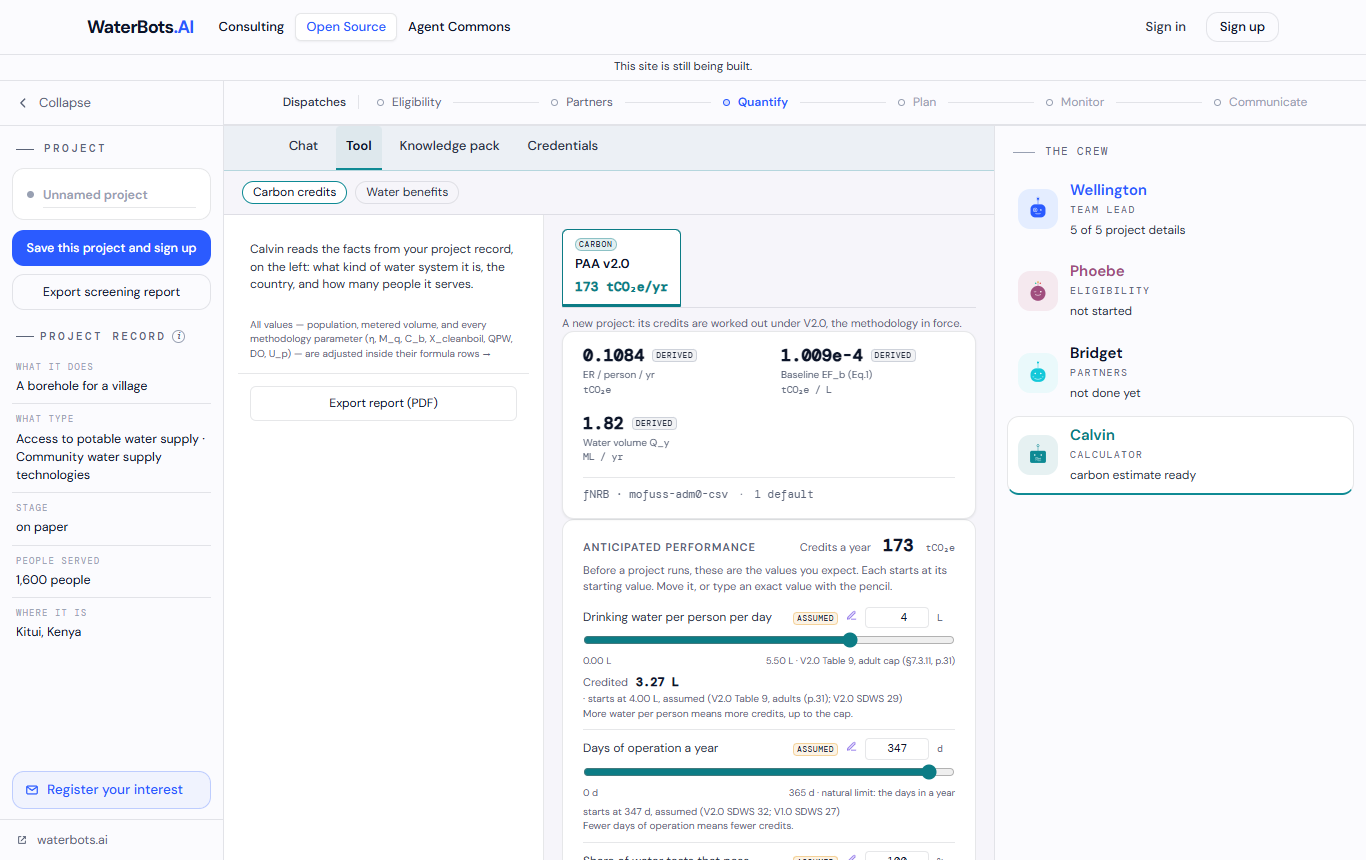 WaterBots.AI
Consulting
Open Source
Agent Commons
Sign in
Sign up
This site is still being built.
Collapse
Dispatches
Eligibility
Partners
Quantify
Plan
Monitor
Communicate
PROJECT
Unnamed project
Save this project and sign up
Export screening report
PROJECT RECORD
WHAT IT DOES
A borehole for a village
WHAT TYPE
Access to potable water supply ·
Community water supply
technologies
STAGE
on paper
PEOPLE SERVED
1,600 people
WHERE IT IS
Kitui, Kenya
Register your interest
waterbots.ai
Chat
Tool
Knowledge pack
Credentials
Carbon credits
Water benefits
Calvin reads the facts from your project record,
on the left: what kind of water system it is, the
country, and how many people it serves.
All values — population, metered volume, and every
methodology parameter (η, M_q, C_b, X_cleanboil, QPW,
DO, U_p) — are adjusted inside their formula rows →
Export report (PDF)
CARBON
PAA v2.0
173 tCO₂e/yr
A new project: its credits are worked out under V2.0, the methodology in force.
0.1084 DERIVED
ER / person / yr
tCO₂e
1.009e-4 DERIVED
Baseline EF_b (Eq.1)
tCO₂e / L
1.82 DERIVED
Water volume Q_y
ML / yr
ƒNRB · mofuss-adm0-csv · 1 default
ANTICIPATED PERFORMANCE
Credits a year 173 tCO₂e
Before a project runs, these are the values you expect. Each starts at its
starting value. Move it, or type an exact value with the pencil.
Drinking water per person per day ASSUMED 4 L
0.00 L
5.50 L · V2.0 Table 9, adult cap (§7.3.11, p.31)
Credited 3.27 L
· starts at 4.00 L, assumed (V2.0 Table 9, adults (p.31); V2.0 SDWS 29)
More water per person means more credits, up to the cap.
Days of operation a year ASSUMED 347 d
0 d
365 d · natural limit: the days in a year
starts at 347 d, assumed (V2.0 SDWS 32; V1.0 SDWS 27)
Fewer days of operation means fewer credits.
THE CREW
Wellington
TEAM LEAD
5 of 5 project details
Phoebe
ELIGIBILITY
not started
Bridget
PARTNERS
not done yet
Calvin
CALCULATOR
carbon estimate ready